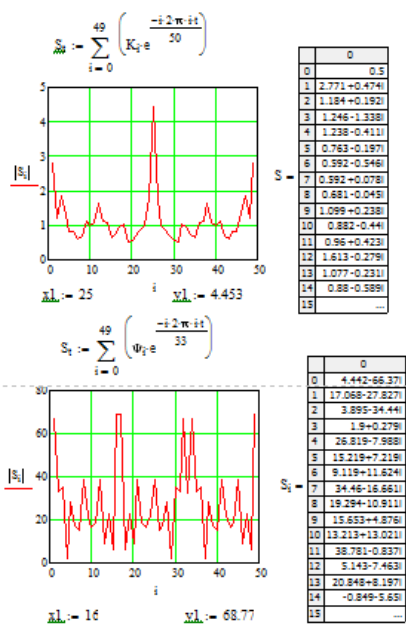 S_t := ∑_{i = 0}^{49} (K_i·e^{(-i·2·π·i·t)/50})
5
4
3
2
1
0
|S_i|
0 10 20 30 40 50
i
x1 := 25 y1 := 4.453
S =
0
0 0.5
1 2.771+0.474i
2 1.184+0.192i
3 1.246-1.338i
4 1.238-0.411i
5 0.763-0.197i
6 0.592-0.546i
7 0.592+0.078i
8 0.681-0.045i
9 1.099+0.238i
10 0.882-0.44i
11 0.96+0.423i
12 1.613-0.279i
13 1.077-0.231i
14 0.88-0.589i
15 ...
S_t := ∑_{i = 0}^{49} (Ψ_i·e^{(-i·2·π·i·t)/33})
80
60
40
20
0
|S_i|
0 10 20 30 40 50
i
x1 := 16 y1 := 68.77
S_i =
0
0 4.442-66.37i
1 17.068-27.827i
2 3.895-34.44i
3 1.9+0.279i
4 26.819-7.988i
5 15.219+7.219i
6 9.119+11.624i
7 34.46-16.661i
8 19.294-10.911i
9 15.653+4.876i
10 13.213+13.021i
11 38.781-0.837i
12 5.143-7.463i
13 20.848+8.197i
14 -0.849-5.65i
15 ...